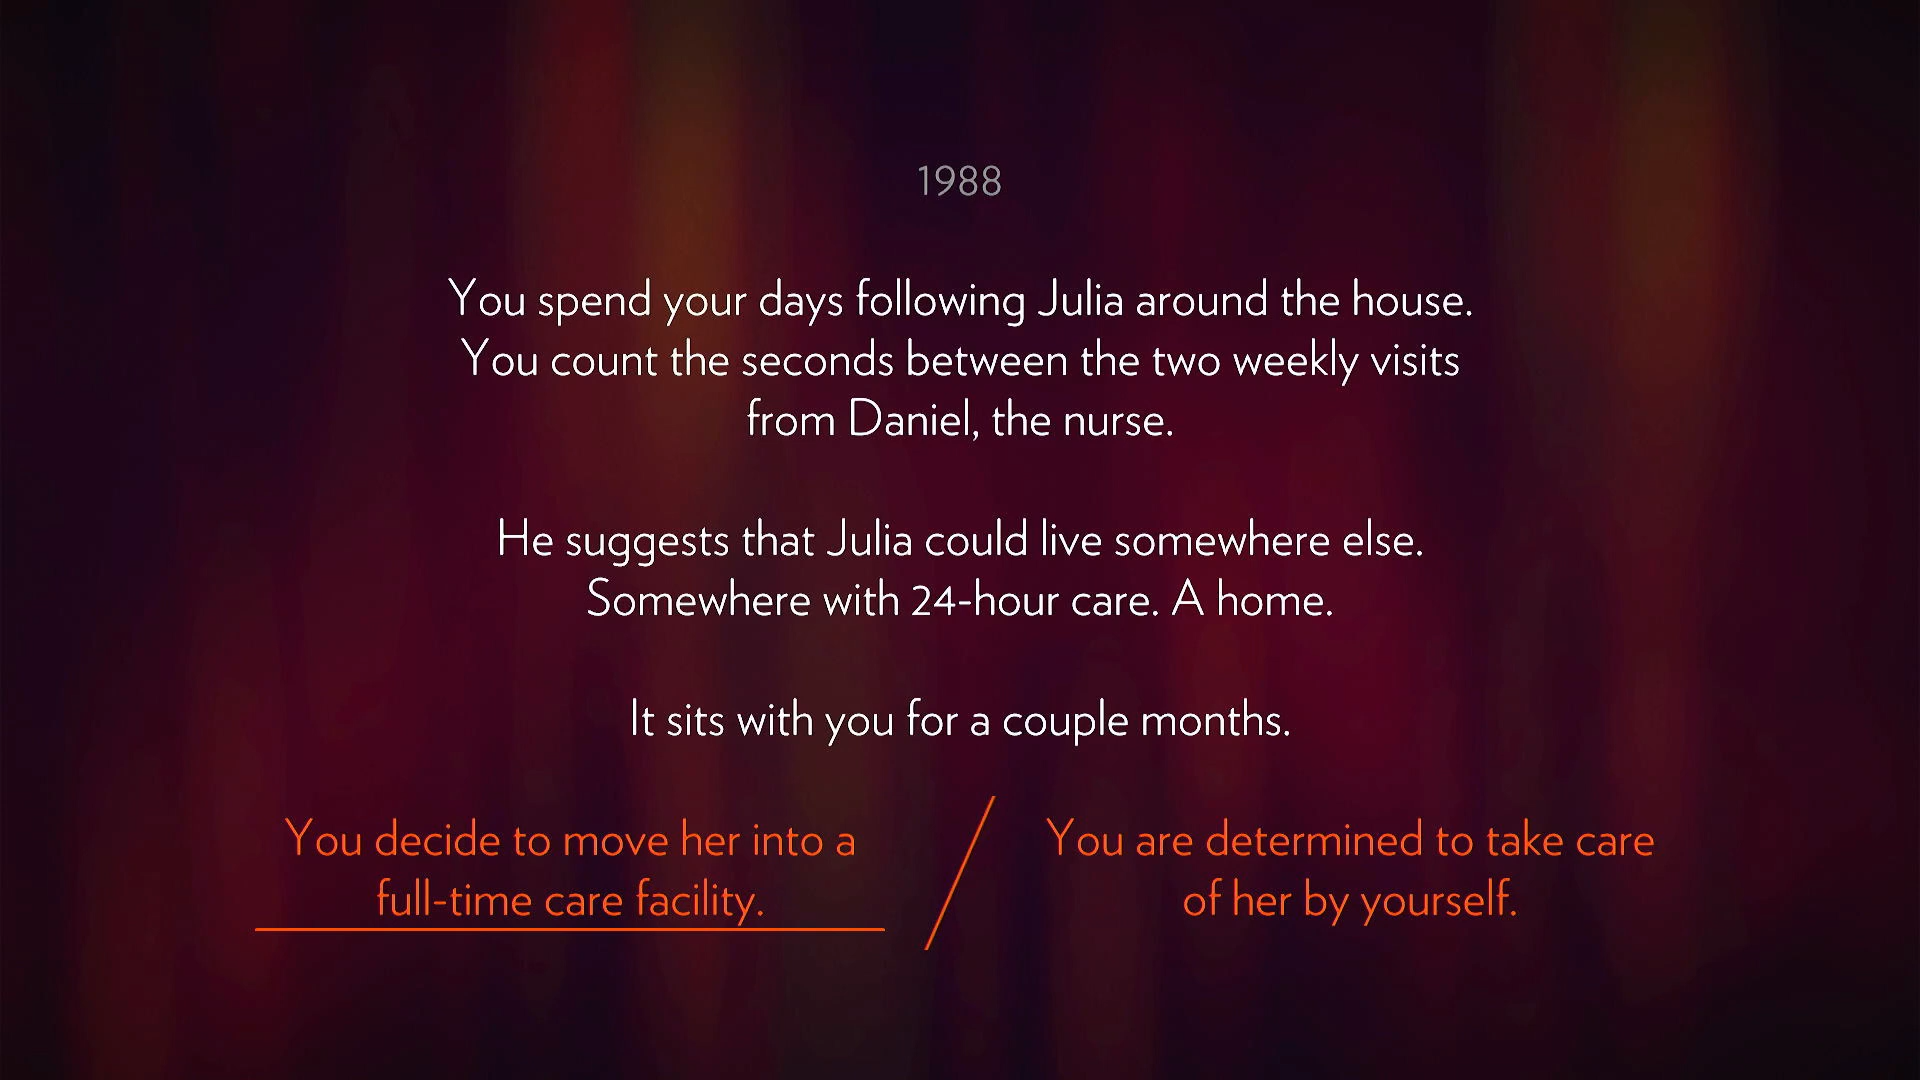 1988
You spend your days following Julia around the house.
You count the seconds between the two weekly visits
from Daniel, the nurse.
He suggests that Julia could live somewhere else.
Somewhere with 24-hour care. A home.
It sits with you for a couple months.
You decide to move her into a
full-time care facility.
You are determined to take care
of her by yourself.